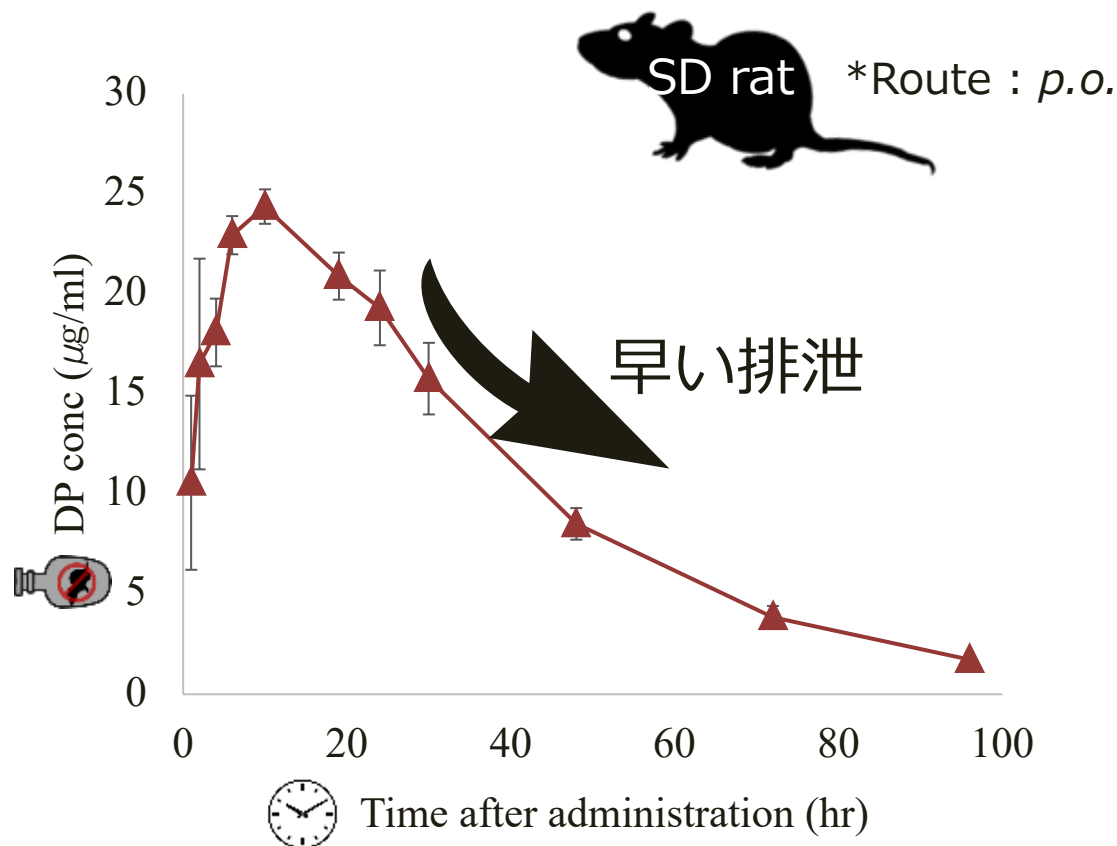 SD rat
*Route : p.o.
30
25
20
15
10
5
0
DP conc (μg/ml)
早い排泄
0 20 40 60 80 100
Time after administration (hr)